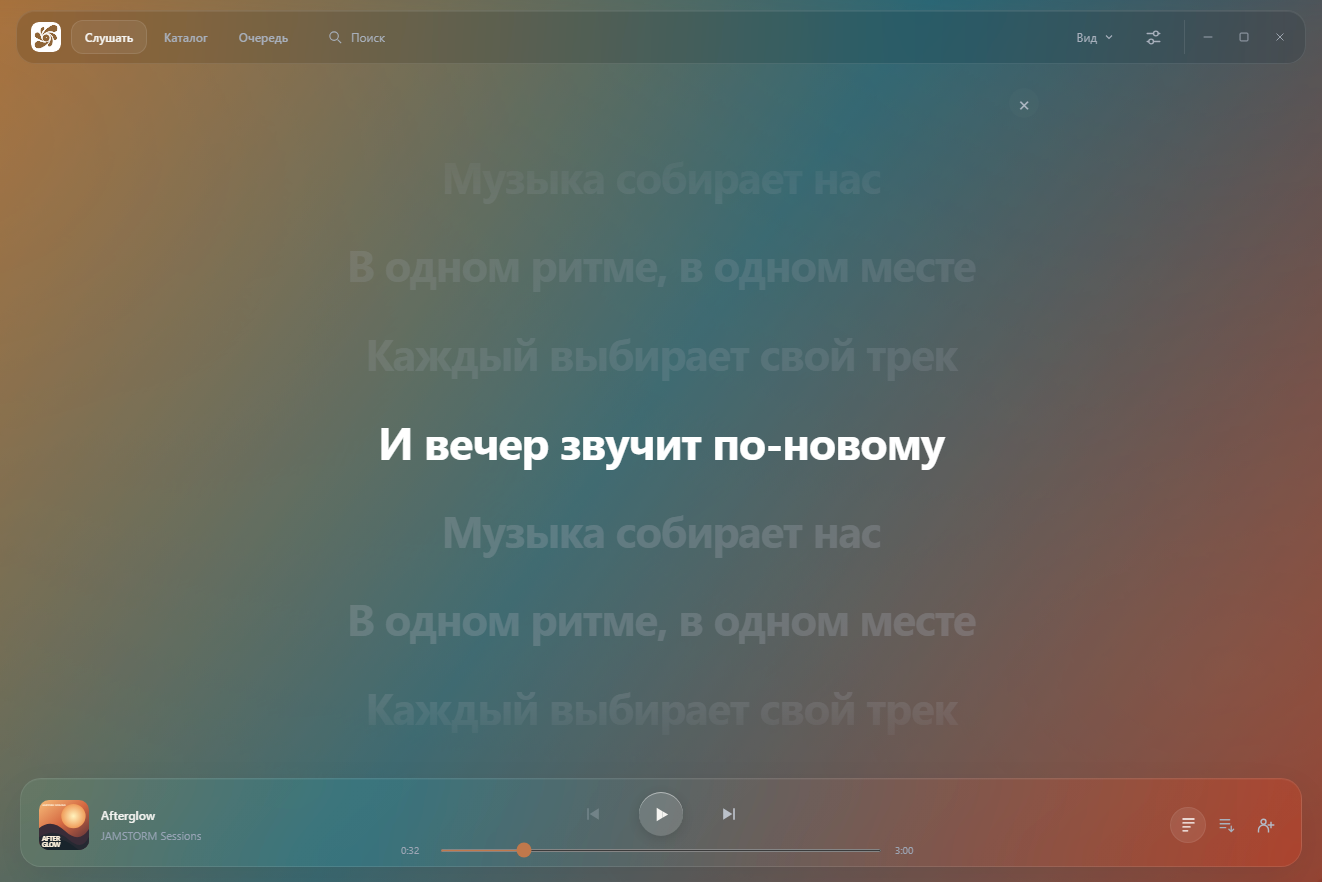 Слушать Каталог Очередь Поиск Вид
Музыка собирает нас
В одном ритме, в одном месте
Каждый выбирает свой трек
И вечер звучит по-новому
Музыка собирает нас
В одном ритме, в одном месте
Каждый выбирает свой трек
AFTER
GLOW
Afterglow
JAMSTORM Sessions
0:32 3:00